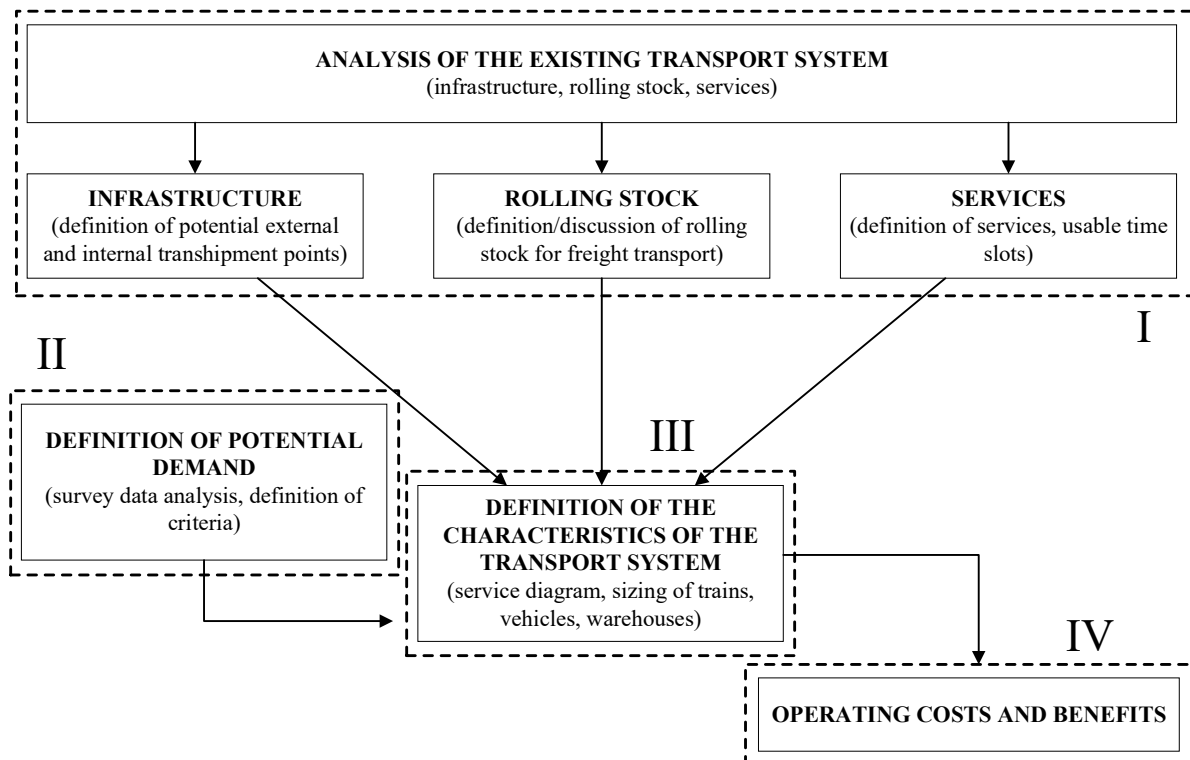 ANALYSIS OF THE EXISTING TRANSPORT SYSTEM
(infrastructure, rolling stock, services)
INFRASTRUCTURE
(definition of potential external
and internal transhipment points)
ROLLING STOCK
(definition/discussion of rolling
stock for freight transport)
SERVICES
(definition of services, usable time
slots)
I
II
DEFINITION OF POTENTIAL
DEMAND
(survey data analysis, definition of
criteria)
III
DEFINITION OF THE
CHARACTERISTICS OF THE
TRANSPORT SYSTEM
(service diagram, sizing of trains,
vehicles, warehouses)
IV
OPERATING COSTS AND BENEFITS